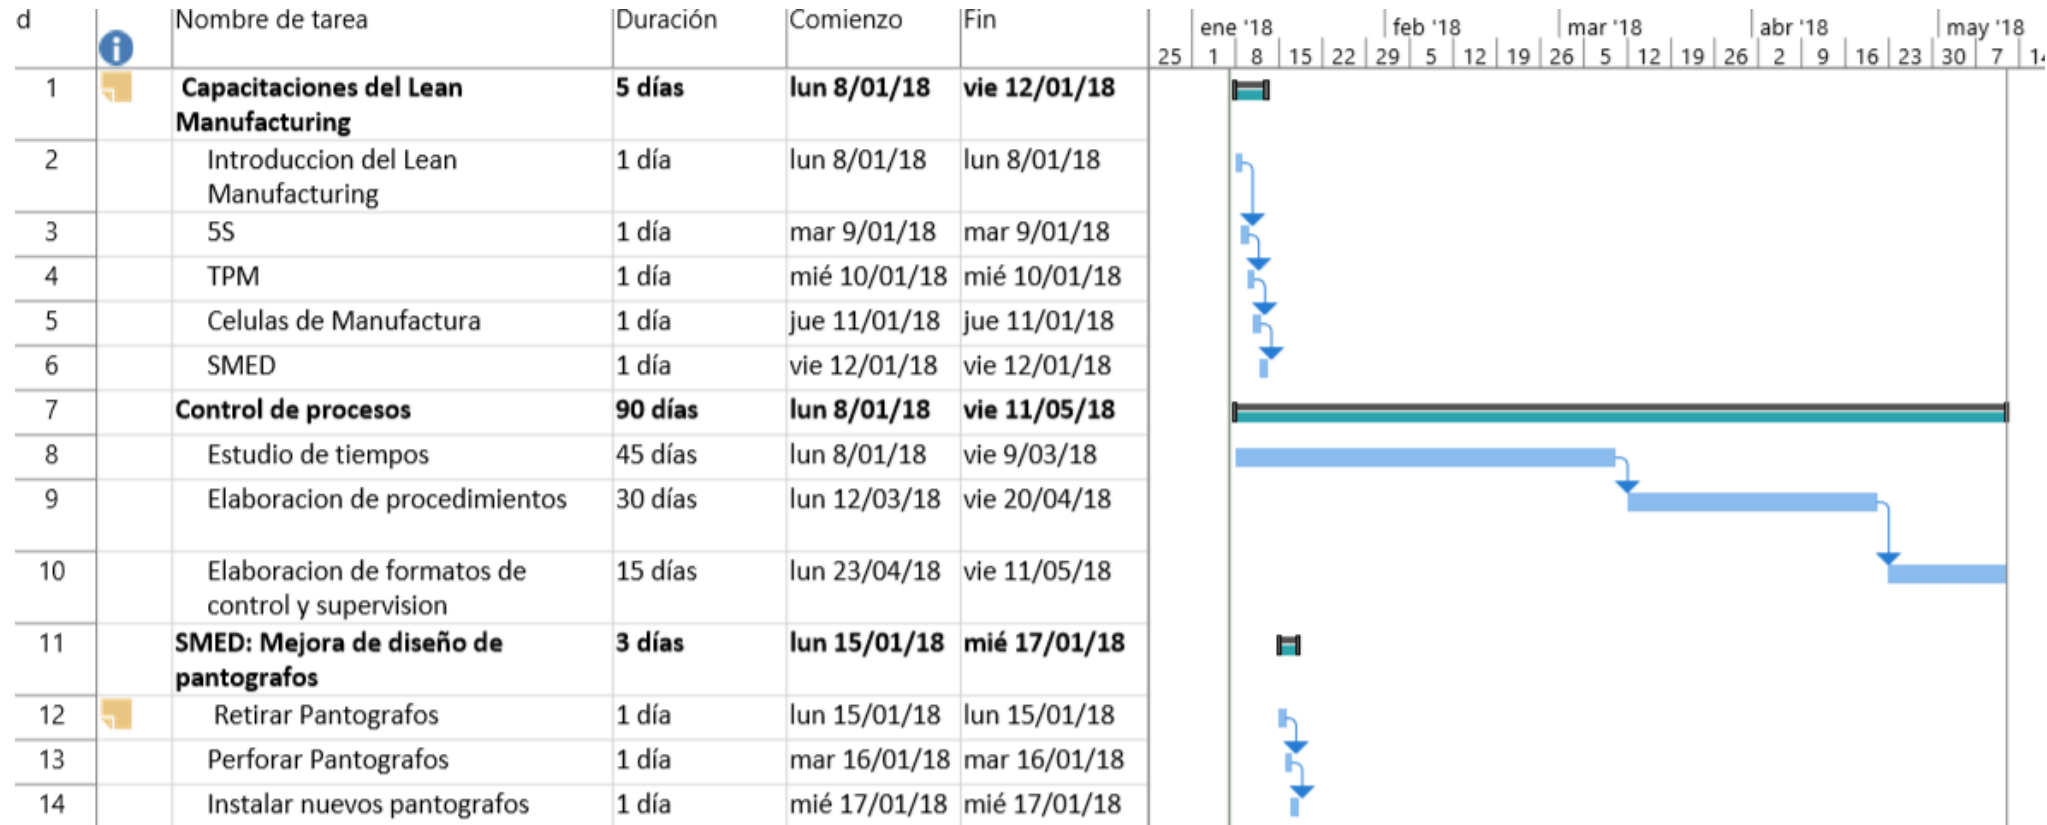 d Nombre de tarea Duración Comienzo Fin
ene '18 feb '18 mar '18 abr '18 may '18
25 1 8 15 22 29 5 12 19 26 5 12 19 26 2 9 16 23 30 7 14
1 Capacitaciones del Lean 5 días lun 8/01/18 vie 12/01/18
Manufacturing
2 Introduccion del Lean 1 día lun 8/01/18 lun 8/01/18
Manufacturing
3 5S 1 día mar 9/01/18 mar 9/01/18
4 TPM 1 día mié 10/01/18 mié 10/01/18
5 Celulas de Manufactura 1 día jue 11/01/18 jue 11/01/18
6 SMED 1 día vie 12/01/18 vie 12/01/18
7 Control de procesos 90 días lun 8/01/18 vie 11/05/18
8 Estudio de tiempos 45 días lun 8/01/18 vie 9/03/18
9 Elaboracion de procedimientos 30 días lun 12/03/18 vie 20/04/18
10 Elaboracion de formatos de 15 días lun 23/04/18 vie 11/05/18
control y supervision
11 SMED: Mejora de diseño de 3 días lun 15/01/18 mié 17/01/18
pantografos
12 Retirar Pantografos 1 día lun 15/01/18 lun 15/01/18
13 Perforar Pantografos 1 día mar 16/01/18 mar 16/01/18
14 Instalar nuevos pantografos 1 día mié 17/01/18 mié 17/01/18